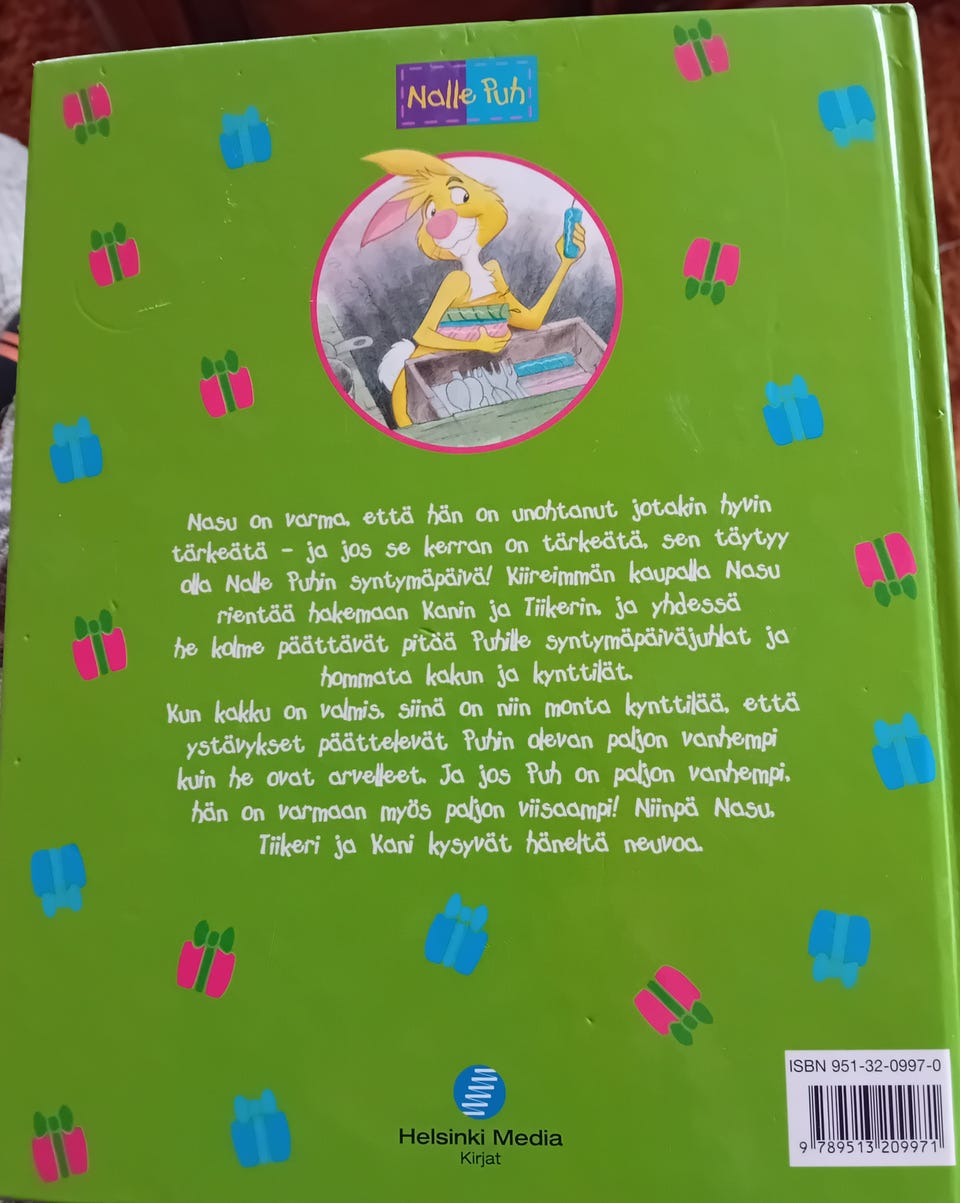 Nalle Puh
Nasu on varma, että hän on unohtanut jotakin hyvin
tärkeätä – ja jos se kerran on tärkeätä, sen täytyy
olla Nalle Puhin syntymäpäivä! Kiireimmän kaupalla Nasu
rientää hakemaan Kanin ja Tiikerin, ja yhdessä
he kolme päättävät pitää Puhille syntymäpäiväjuhlat ja
hommata kakun ja kynttilät.
Kun kakku on valmis, siinä on niin monta kynttilää, että
ystävykset päättelevät Puhin olevan paljon vanhempi
kuin he ovat arvelleet. Ja jos Puh on paljon vanhempi,
hän on varmaan myös paljon viisaampi! Niinpä Nasu,
Tiikeri ja Kani kysyvät häneltä neuvoa.
ISBN 951-32-0997-0
9 789513 209971
Helsinki Media
Kirjat